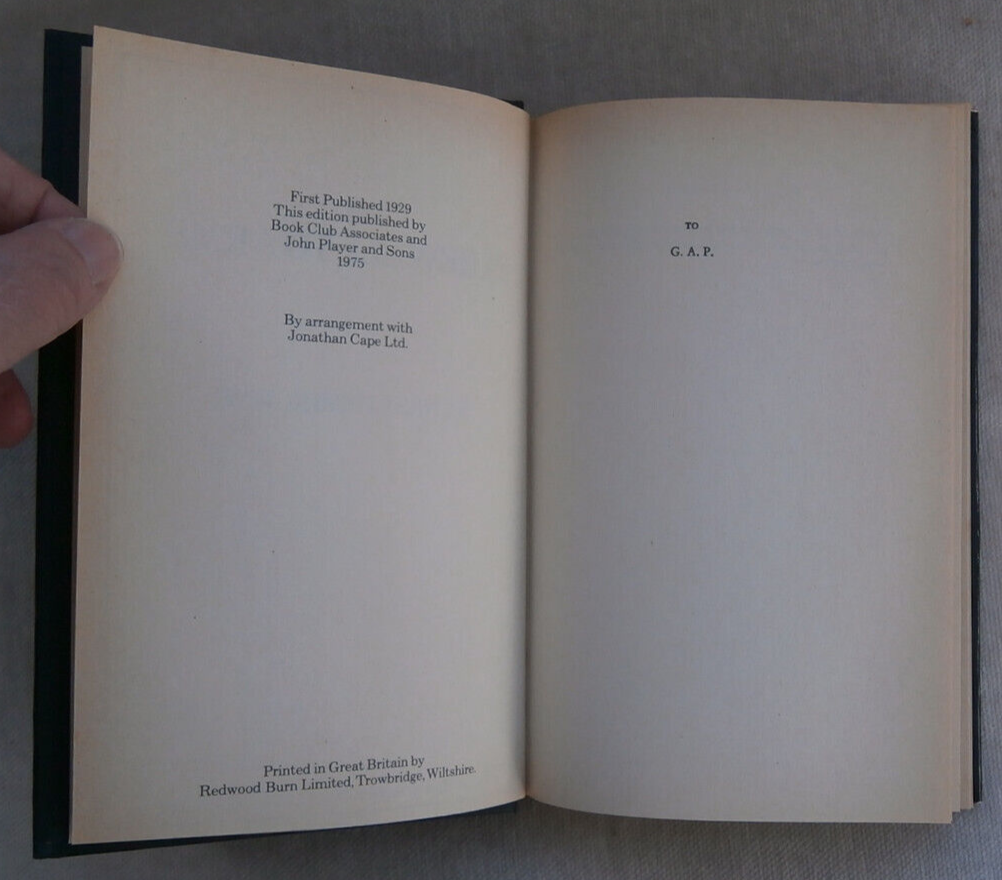 First Published 1929
This edition published by
Book Club Associates and
John Player and Sons
1975
By arrangement with
Jonathan Cape Ltd.
Printed in Great Britain by
Redwood Burn Limited, Trowbridge, Wiltshire.
TO
G. A. P.